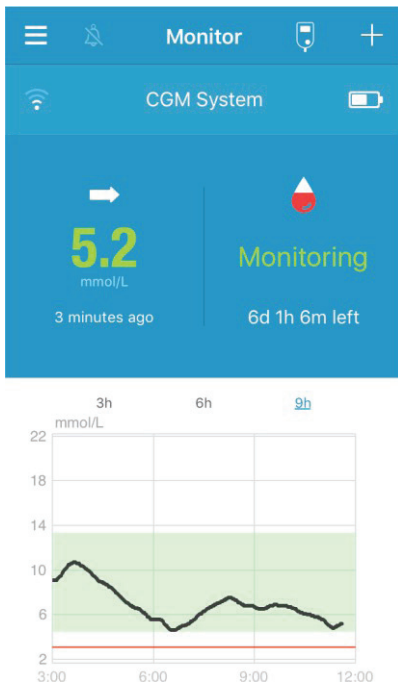 Monitor
CGM System
5.2
mmol/L
3 minutes ago
Monitoring
6d 1h 6m left
3h 6h 9h
mmol/L
22
18
14
10
6
2
3:00 6:00 9:00 12:00